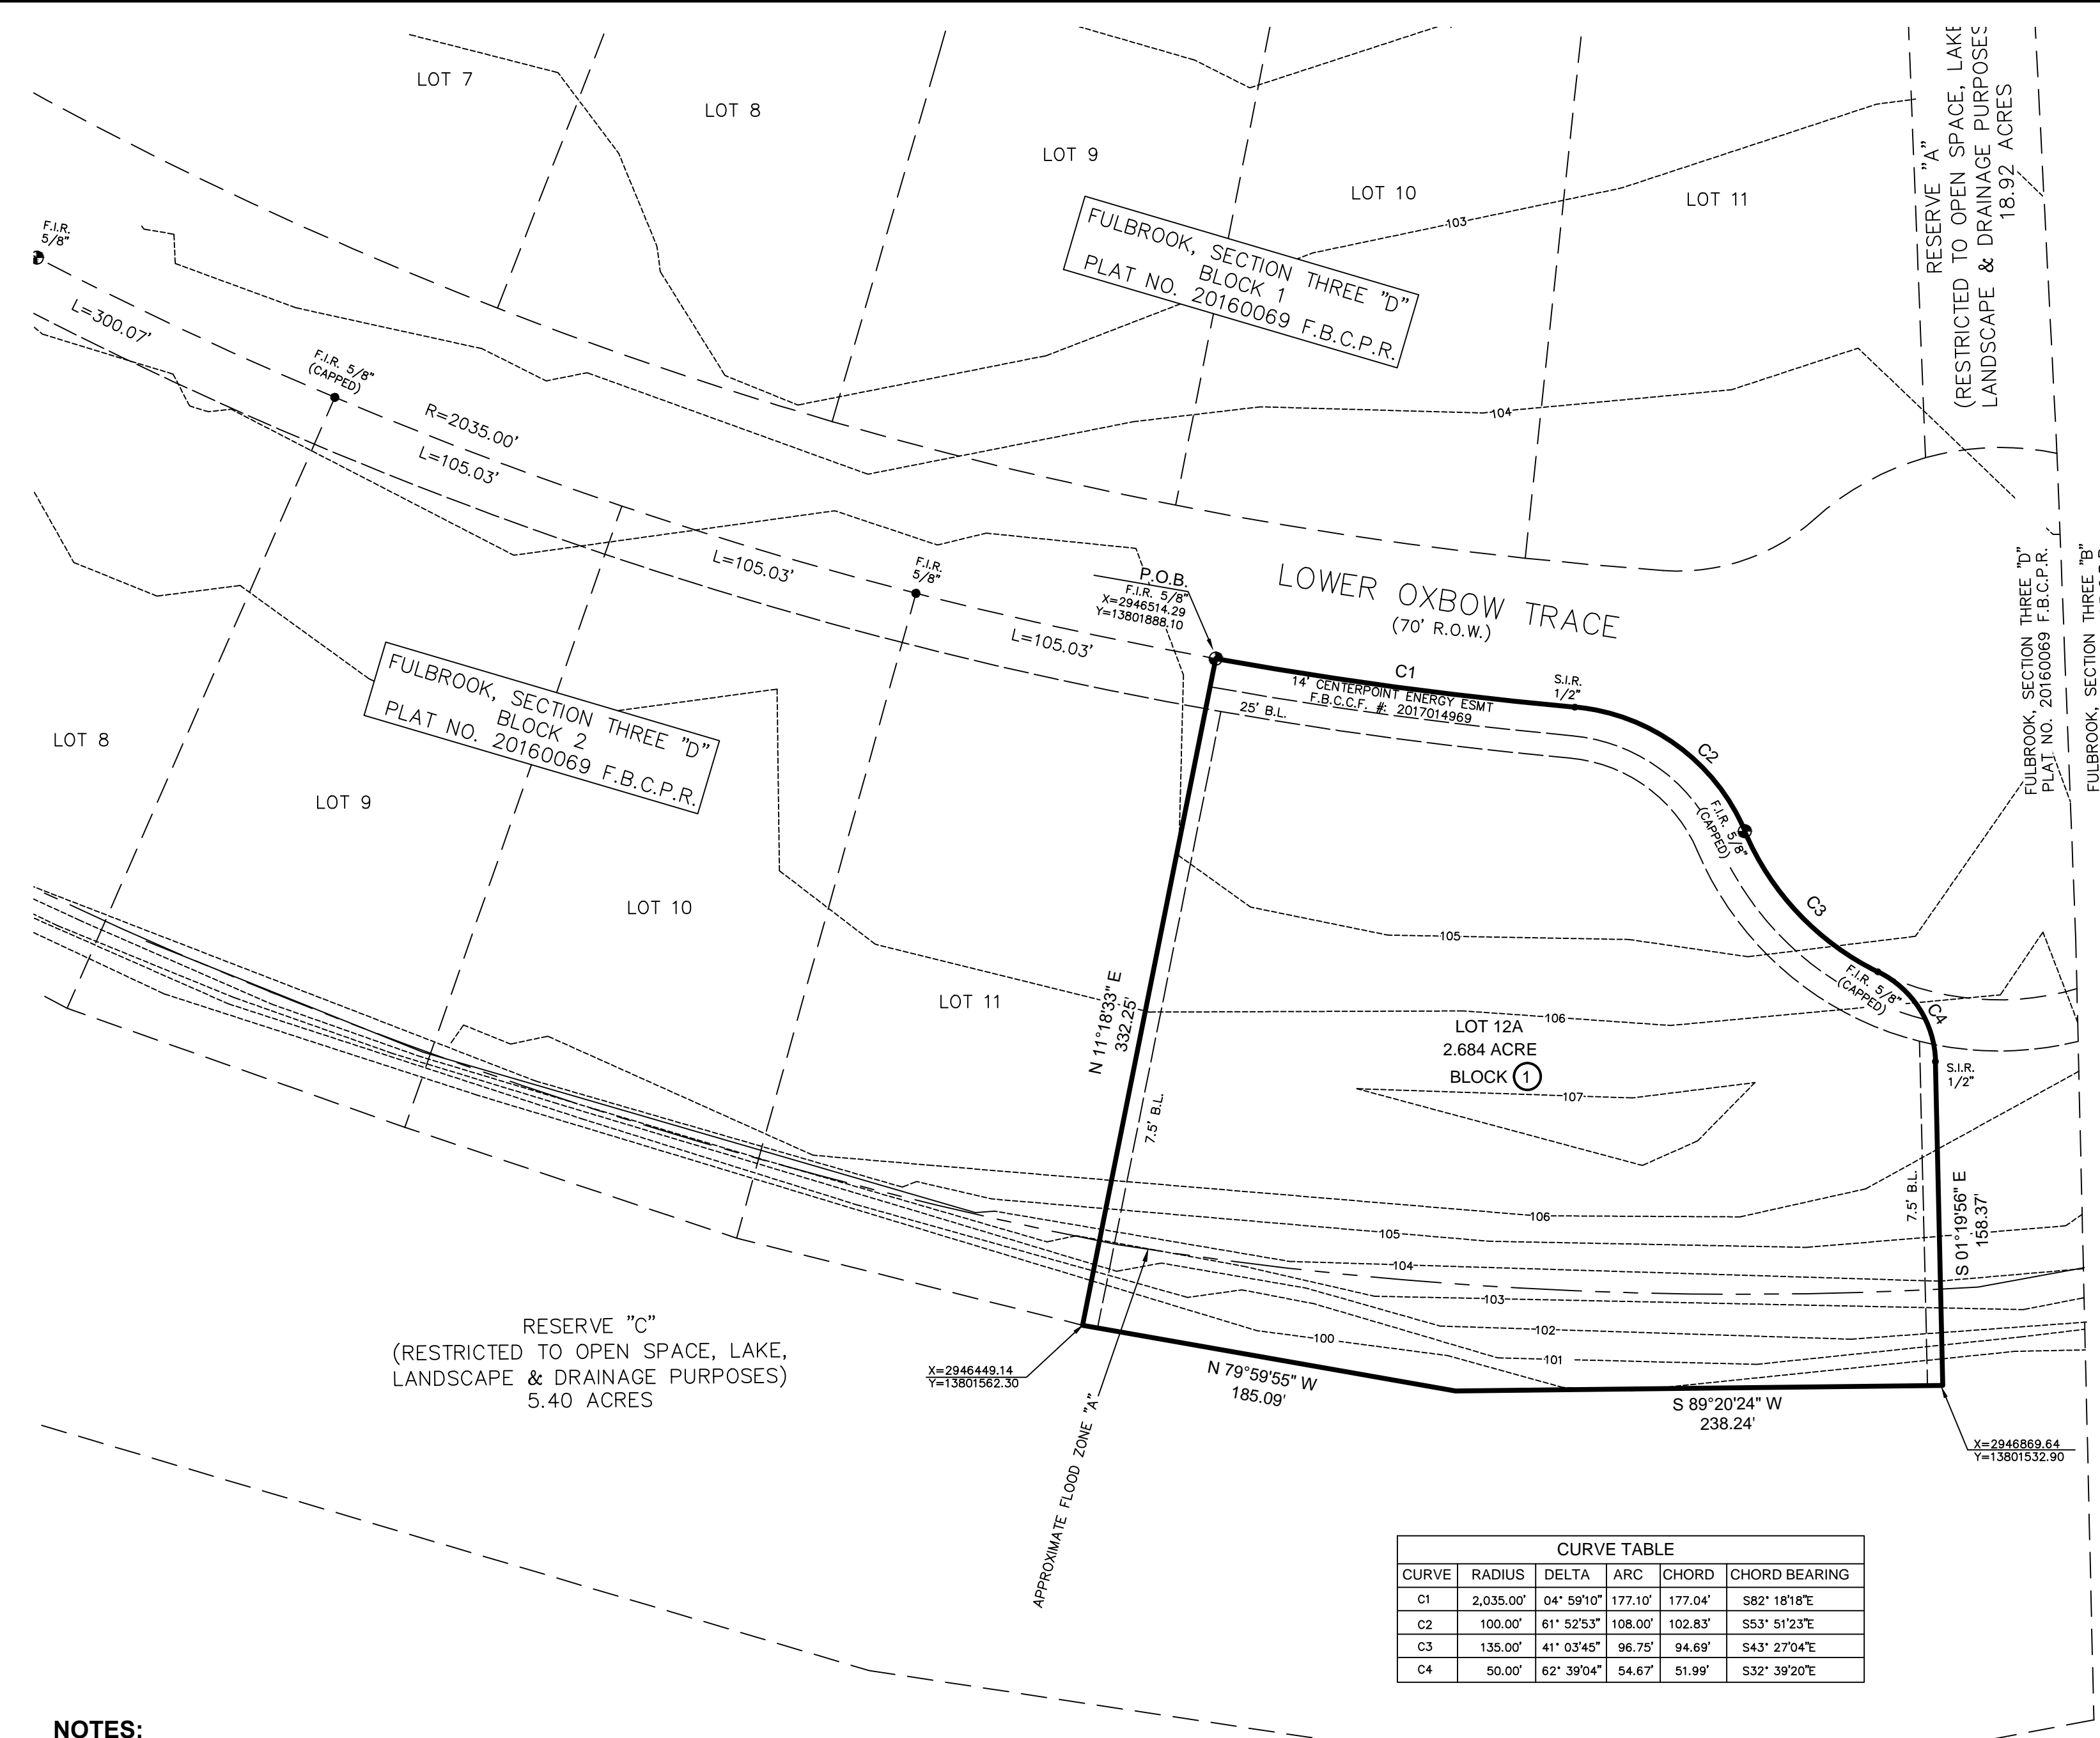 LOT 7
LOT 8
LOT 9
LOT 10
LOT 11
RESERVE "A"
(RESTRICTED TO OPEN SPACE, LAKE
LANDSCAPE & DRAINAGE PURPOSES
18.92 ACRES
FULBROOK, SECTION THREE "D"
BLOCK 1
PLAT NO. 20160069 F.B.C.P.R.
103
104
F.I.R.
5/8"
L=300.07'
F.I.R. 5/8"
(CAPPED)
R=2035.00'
L=105.03'
L=105.03'
F.I.R.
5/8"
L=105.03'
P.O.B.
F.I.R. 5/8"
X=2946514.29
Y=13801888.10
LOWER OXBOW TRACE
(70' R.O.W.)
C1
S.I.R.
1/2"
14' CENTERPOINT ENERGY ESMT
F.B.C.C.F. #: 2017014969
25' B.L.
C2
F.I.R. 5/8"
(CAPPED)
C3
F.I.R. 5/8"
(CAPPED)
C4
S.I.R.
1/2"
FULBROOK, SECTION THREE "D"
PLAT NO. 20160069 F.B.C.P.R.
FULBROOK, SECTION THREE "B"
FULBROOK, SECTION THREE "D"
BLOCK 2
PLAT NO. 20160069 F.B.C.P.R.
LOT 8
LOT 9
LOT 10
LOT 11
N 11°18'33" E
332.25'
7.5' B.L.
105
106
LOT 12A
2.684 ACRE
BLOCK 1
107
7.5' B.L.
S 01°19'56" E
158.37'
106
105
104
103
102
101
100
RESERVE "C"
(RESTRICTED TO OPEN SPACE, LAKE,
LANDSCAPE & DRAINAGE PURPOSES)
5.40 ACRES
X=2946449.14
Y=13801562.30
APPROXIMATE FLOOD ZONE "A"
N 79°59'55" W
185.09'
S 89°20'24" W
238.24'
X=2946869.64
Y=13801532.90
CURVE TABLE
CURVE RADIUS DELTA ARC CHORD CHORD BEARING
C1 2,035.00' 04° 59'10" 177.10' 177.04' S82° 18'18"E
C2 100.00' 61° 52'53" 108.00' 102.83' S53° 51'23"E
C3 135.00' 41° 03'45" 96.75' 94.69' S43° 27'04"E
C4 50.00' 62° 39'04" 54.67' 51.99' S32° 39'20"E
NOTES: